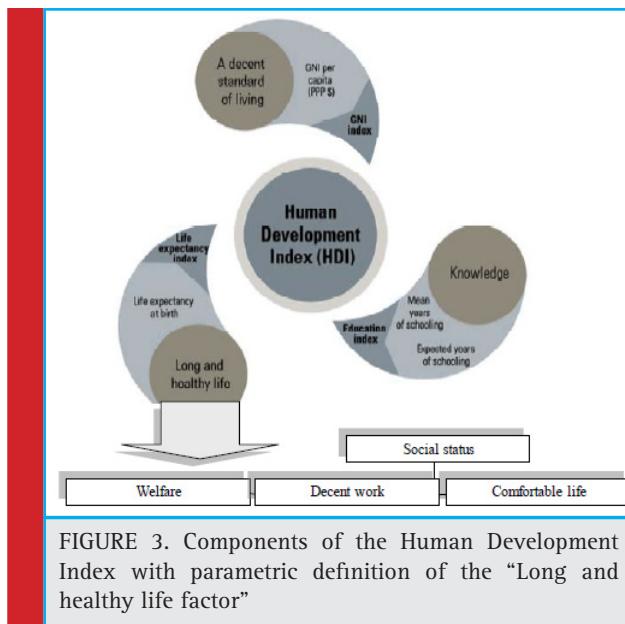 A decent
standard
of living
GNI per
capita
(PPP $)
GNI
index
Human
Development
Index (HDI)
Life
expectancy
index
Life expectancy
at birth
Long and
healthy life
Knowledge
Mean
years
of schooling
Expected years
of schooling
Education
index
Social status
Welfare
Decent work
Comfortable life
FIGURE 3. Components of the Human Development
Index with parametric definition of the “Long and
healthy life factor”